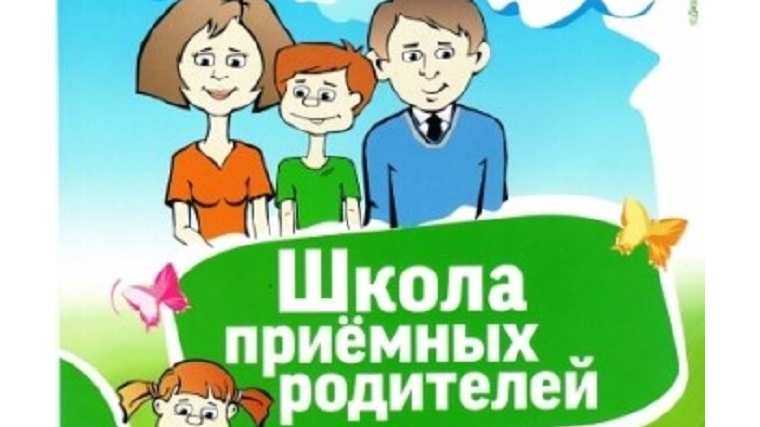 Школа
приёмных
родителей